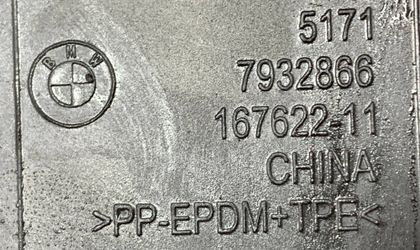 BMW
5171
7932866
167622-11
CHINA
>PP-EPDM+TPE<